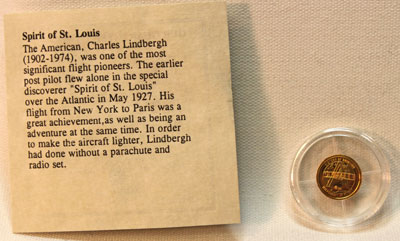 Spirit of St. Louis
The American, Charles Lindbergh
(1902-1974), was one of the most
significant flight pioneers. The earlier
post pilot flew alone in the special
discoverer "Spirit of St. Louis"
over the Atlantic in May 1927. His
flight from New York to Paris was a
great achievement,as well as being an
adventure at the same time. In order
to make the aircraft lighter, Lindbergh
had done without a parachute and
radio set.